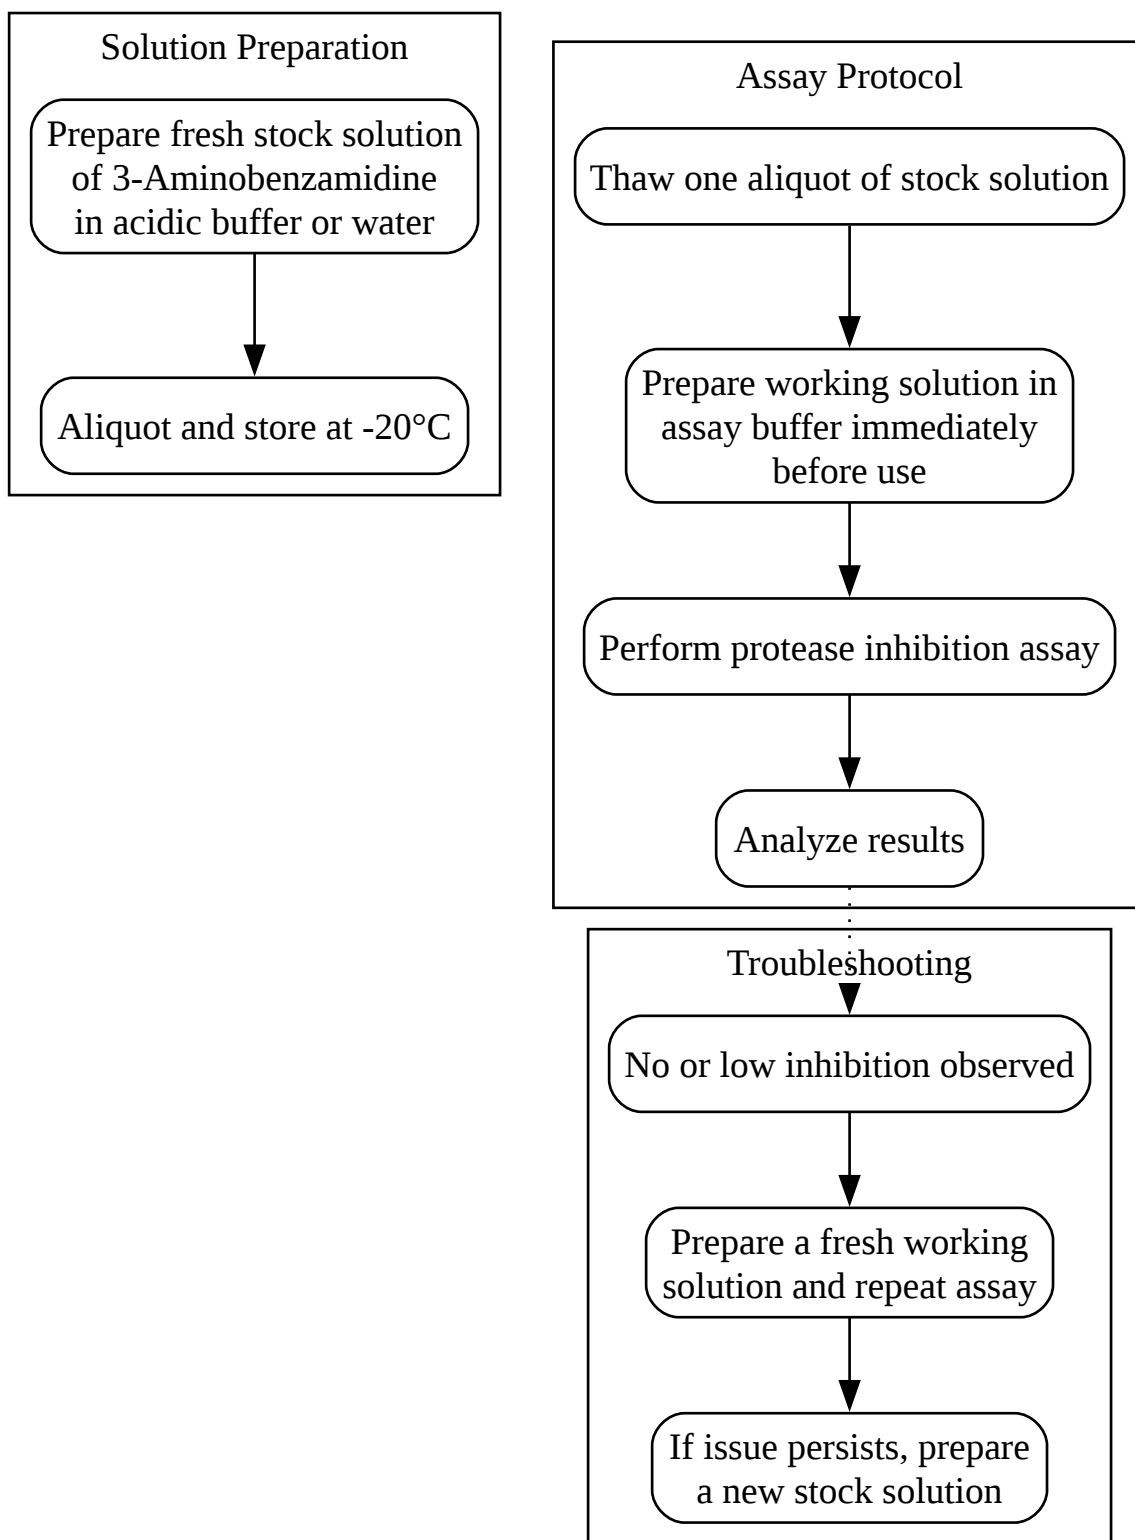 Solution Preparation
Prepare fresh stock solution
of 3-Aminobenzamidine
in acidic buffer or water
Aliquot and store at -20°C
Assay Protocol
Thaw one aliquot of stock solution
Prepare working solution in
assay buffer immediately
before use
Perform protease inhibition assay
Analyze results
Troubleshooting
No or low inhibition observed
Prepare a fresh working
solution and repeat assay
If issue persists, prepare
a new stock solution